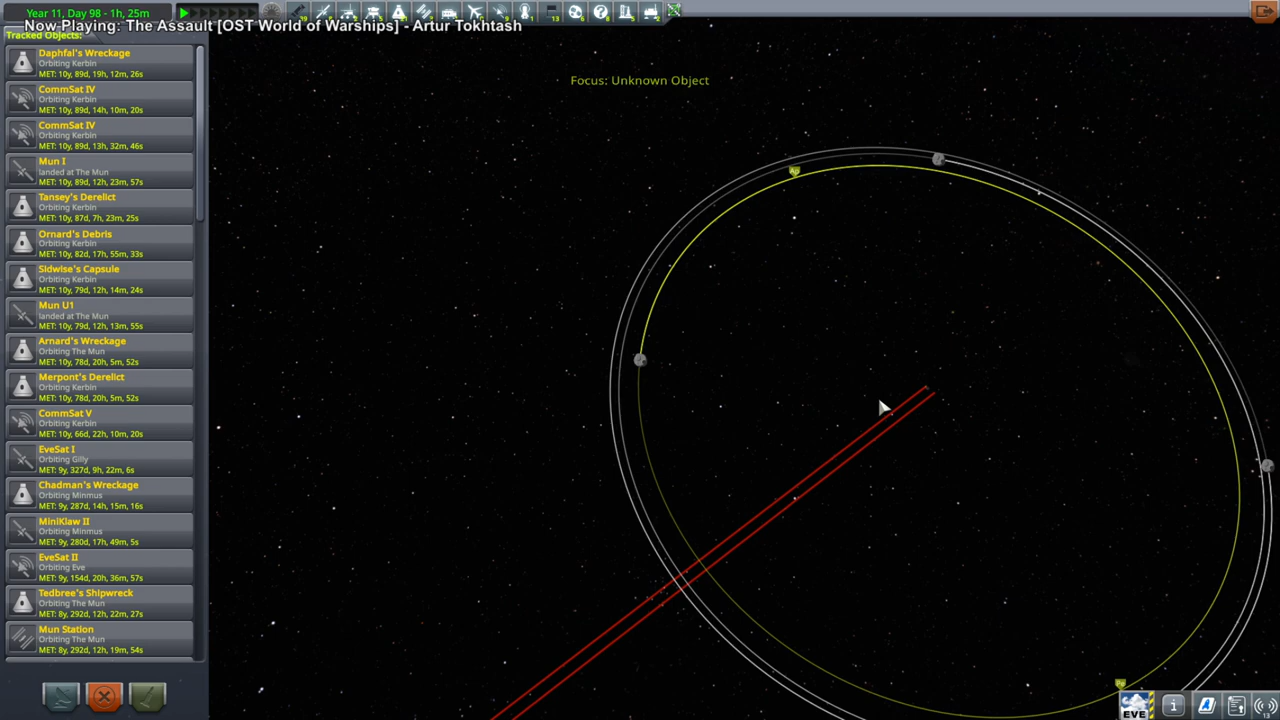 Year 11, Day 98 - 1h, 25m
Now Playing: The Assault [OST World of Warships] - Artur Tokhtash
Tracked Objects:
Focus: Unknown Object
Daphfal's Wreckage
Orbiting Kerbin
MET: 10y, 89d, 19h, 12m, 26s
CommSat IV
Orbiting Kerbin
MET: 10y, 89d, 14h, 10m, 20s
CommSat IV
Orbiting Kerbin
MET: 10y, 89d, 13h, 32m, 46s
Mun I
landed at The Mun
MET: 10y, 89d, 12h, 23m, 57s
Tansey's Derelict
Orbiting Kerbin
MET: 10y, 87d, 7h, 23m, 25s
Ornard's Debris
Orbiting Kerbin
MET: 10y, 82d, 17h, 55m, 33s
Sidwise's Capsule
Orbiting Kerbin
MET: 10y, 79d, 12h, 14m, 24s
Mun U1
landed at The Mun
MET: 10y, 79d, 12h, 13m, 55s
Arnard's Wreckage
Orbiting The Mun
MET: 10y, 78d, 20h, 5m, 52s
Merpont's Derelict
Orbiting Kerbin
MET: 10y, 78d, 20h, 5m, 52s
CommSat V
Orbiting Kerbin
MET: 10y, 66d, 22h, 10m, 20s
EveSat I
Orbiting Gilly
MET: 9y, 327d, 9h, 22m, 6s
Chadman's Wreckage
Orbiting Minmus
MET: 9y, 287d, 14h, 15m, 16s
MiniKlaw II
Orbiting Minmus
MET: 9y, 280d, 17h, 49m, 5s
EveSat II
Orbiting Eve
MET: 9y, 154d, 20h, 36m, 57s
Tedbree's Shipwreck
Orbiting The Mun
MET: 8y, 292d, 12h, 22m, 27s
Mun Station
Orbiting The Mun
MET: 8y, 292d, 12h, 19m, 54s
Ap
Pe
EVE